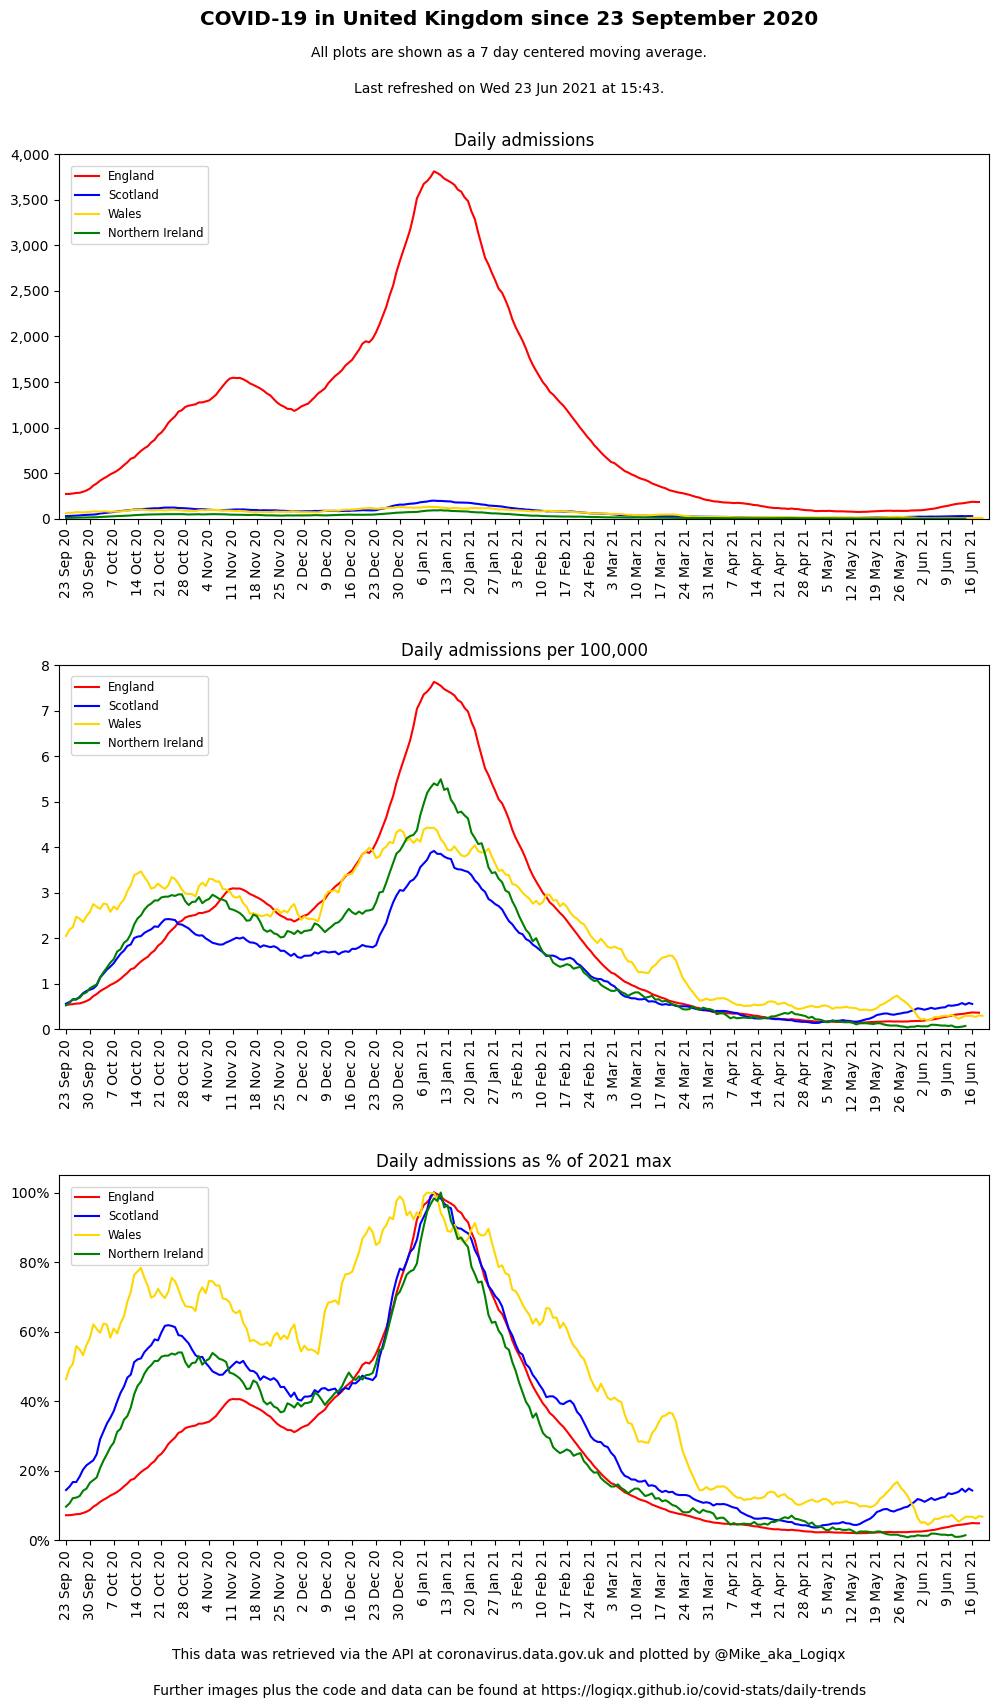 COVID-19 in United Kingdom since 23 September 2020
All plots are shown as a 7 day centered moving average.
Last refreshed on Wed 23 Jun 2021 at 15:43.
Daily admissions
4,000
3,500
3,000
2,500
2,000
1,500
1,000
500
0
England
Scotland
Wales
Northern Ireland
23 Sep 20
30 Sep 20
7 Oct 20
14 Oct 20
21 Oct 20
28 Oct 20
4 Nov 20
11 Nov 20
18 Nov 20
25 Nov 20
2 Dec 20
9 Dec 20
16 Dec 20
23 Dec 20
30 Dec 20
6 Jan 21
13 Jan 21
20 Jan 21
27 Jan 21
3 Feb 21
10 Feb 21
17 Feb 21
24 Feb 21
3 Mar 21
10 Mar 21
17 Mar 21
24 Mar 21
31 Mar 21
7 Apr 21
14 Apr 21
21 Apr 21
28 Apr 21
5 May 21
12 May 21
19 May 21
26 May 21
2 Jun 21
9 Jun 21
16 Jun 21
Daily admissions per 100,000
8
7
6
5
4
3
2
1
0
England
Scotland
Wales
Northern Ireland
23 Sep 20
30 Sep 20
7 Oct 20
14 Oct 20
21 Oct 20
28 Oct 20
4 Nov 20
11 Nov 20
18 Nov 20
25 Nov 20
2 Dec 20
9 Dec 20
16 Dec 20
23 Dec 20
30 Dec 20
6 Jan 21
13 Jan 21
20 Jan 21
27 Jan 21
3 Feb 21
10 Feb 21
17 Feb 21
24 Feb 21
3 Mar 21
10 Mar 21
17 Mar 21
24 Mar 21
31 Mar 21
7 Apr 21
14 Apr 21
21 Apr 21
28 Apr 21
5 May 21
12 May 21
19 May 21
26 May 21
2 Jun 21
9 Jun 21
16 Jun 21
Daily admissions as % of 2021 max
100%
80%
60%
40%
20%
0%
England
Scotland
Wales
Northern Ireland
23 Sep 20
30 Sep 20
7 Oct 20
14 Oct 20
21 Oct 20
28 Oct 20
4 Nov 20
11 Nov 20
18 Nov 20
25 Nov 20
2 Dec 20
9 Dec 20
16 Dec 20
23 Dec 20
30 Dec 20
6 Jan 21
13 Jan 21
20 Jan 21
27 Jan 21
3 Feb 21
10 Feb 21
17 Feb 21
24 Feb 21
3 Mar 21
10 Mar 21
17 Mar 21
24 Mar 21
31 Mar 21
7 Apr 21
14 Apr 21
21 Apr 21
28 Apr 21
5 May 21
12 May 21
19 May 21
26 May 21
2 Jun 21
9 Jun 21
16 Jun 21
This data was retrieved via the API at coronavirus.data.gov.uk and plotted by @Mike_aka_Logiqx
Further images plus the code and data can be found at https://logiqx.github.io/covid-stats/daily-trends